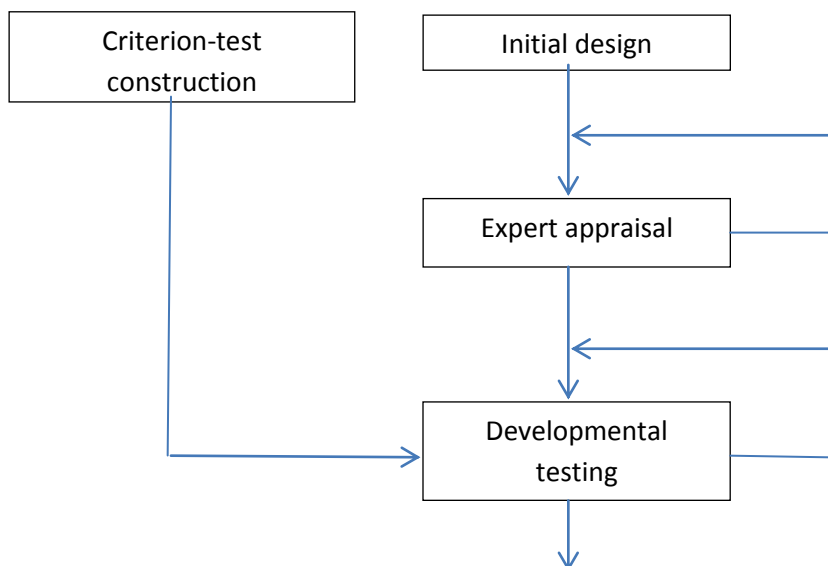 Criterion-test
construction
Initial design
Expert appraisal
Developmental
testing